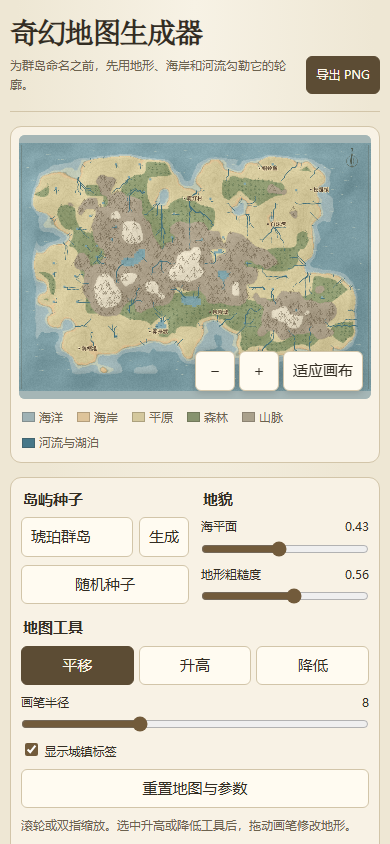 奇幻地图生成器
为群岛命名之前，先用地形、海岸和河流勾勒它的轮
廓。
导出 PNG
−
+
适应画布
海洋
海岸
平原
森林
山脉
河流与湖泊
岛屿种子
地貌
琥珀群岛
生成
随机种子
海平面
0.43
地形粗糙度
0.56
地图工具
平移
升高
降低
画笔半径
8
显示城镇标签
重置地图与参数
滚轮或双指缩放。选中升高或降低工具后，拖动画笔修改地形。